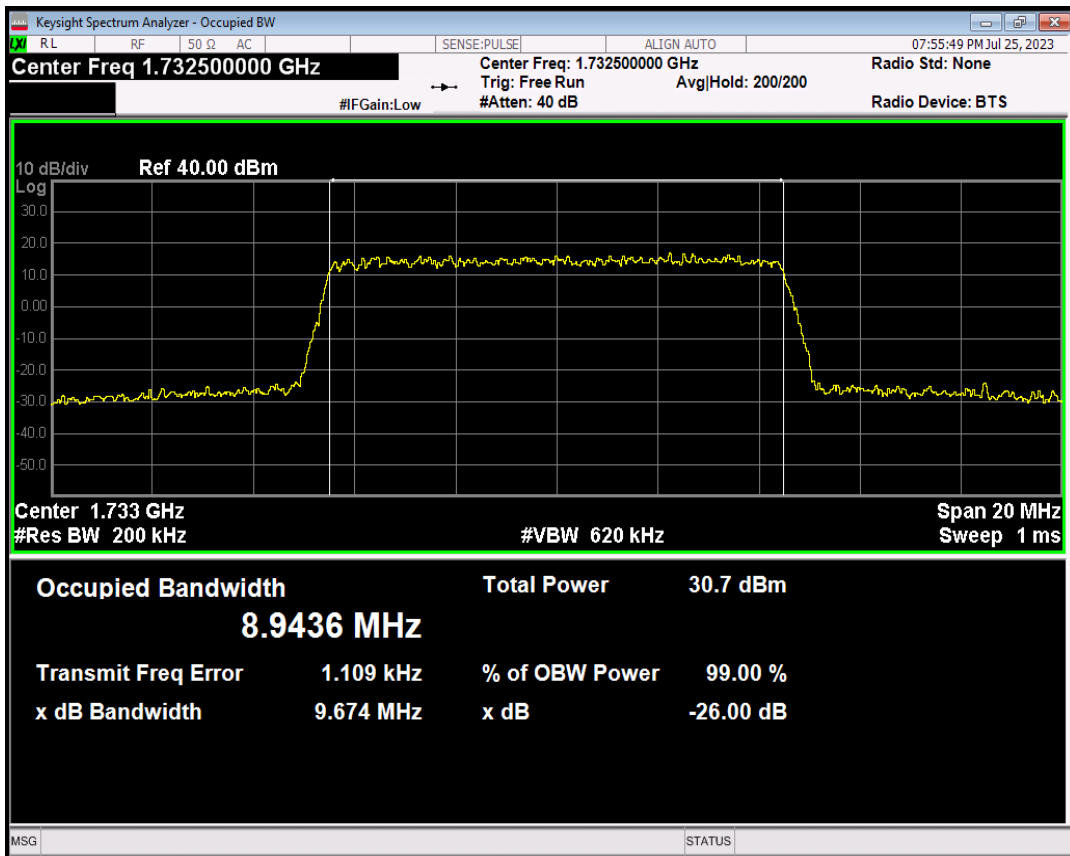 Keysight Spectrum Analyzer - Occupied BW
LXI RL RF 50 Ω AC SENSE:PULSE ALIGN AUTO 07:55:49 PM Jul 25, 2023
Center Freq 1.732500000 GHz Center Freq: 1.732500000 GHz Radio Std: None
Trig: Free Run Avg|Hold: 200/200
#IFGain:Low #Atten: 40 dB Radio Device: BTS
10 dB/div Ref 40.00 dBm
Log
30.0
20.0
10.0
0.00
-10.0
-20.0
-30.0
-40.0
-50.0
Center 1.733 GHz Span 20 MHz
#Res BW 200 kHz #VBW 620 kHz Sweep 1 ms
Occupied Bandwidth Total Power 30.7 dBm
8.9436 MHz
Transmit Freq Error 1.109 kHz % of OBW Power 99.00 %
x dB Bandwidth 9.674 MHz x dB -26.00 dB
MSG STATUS